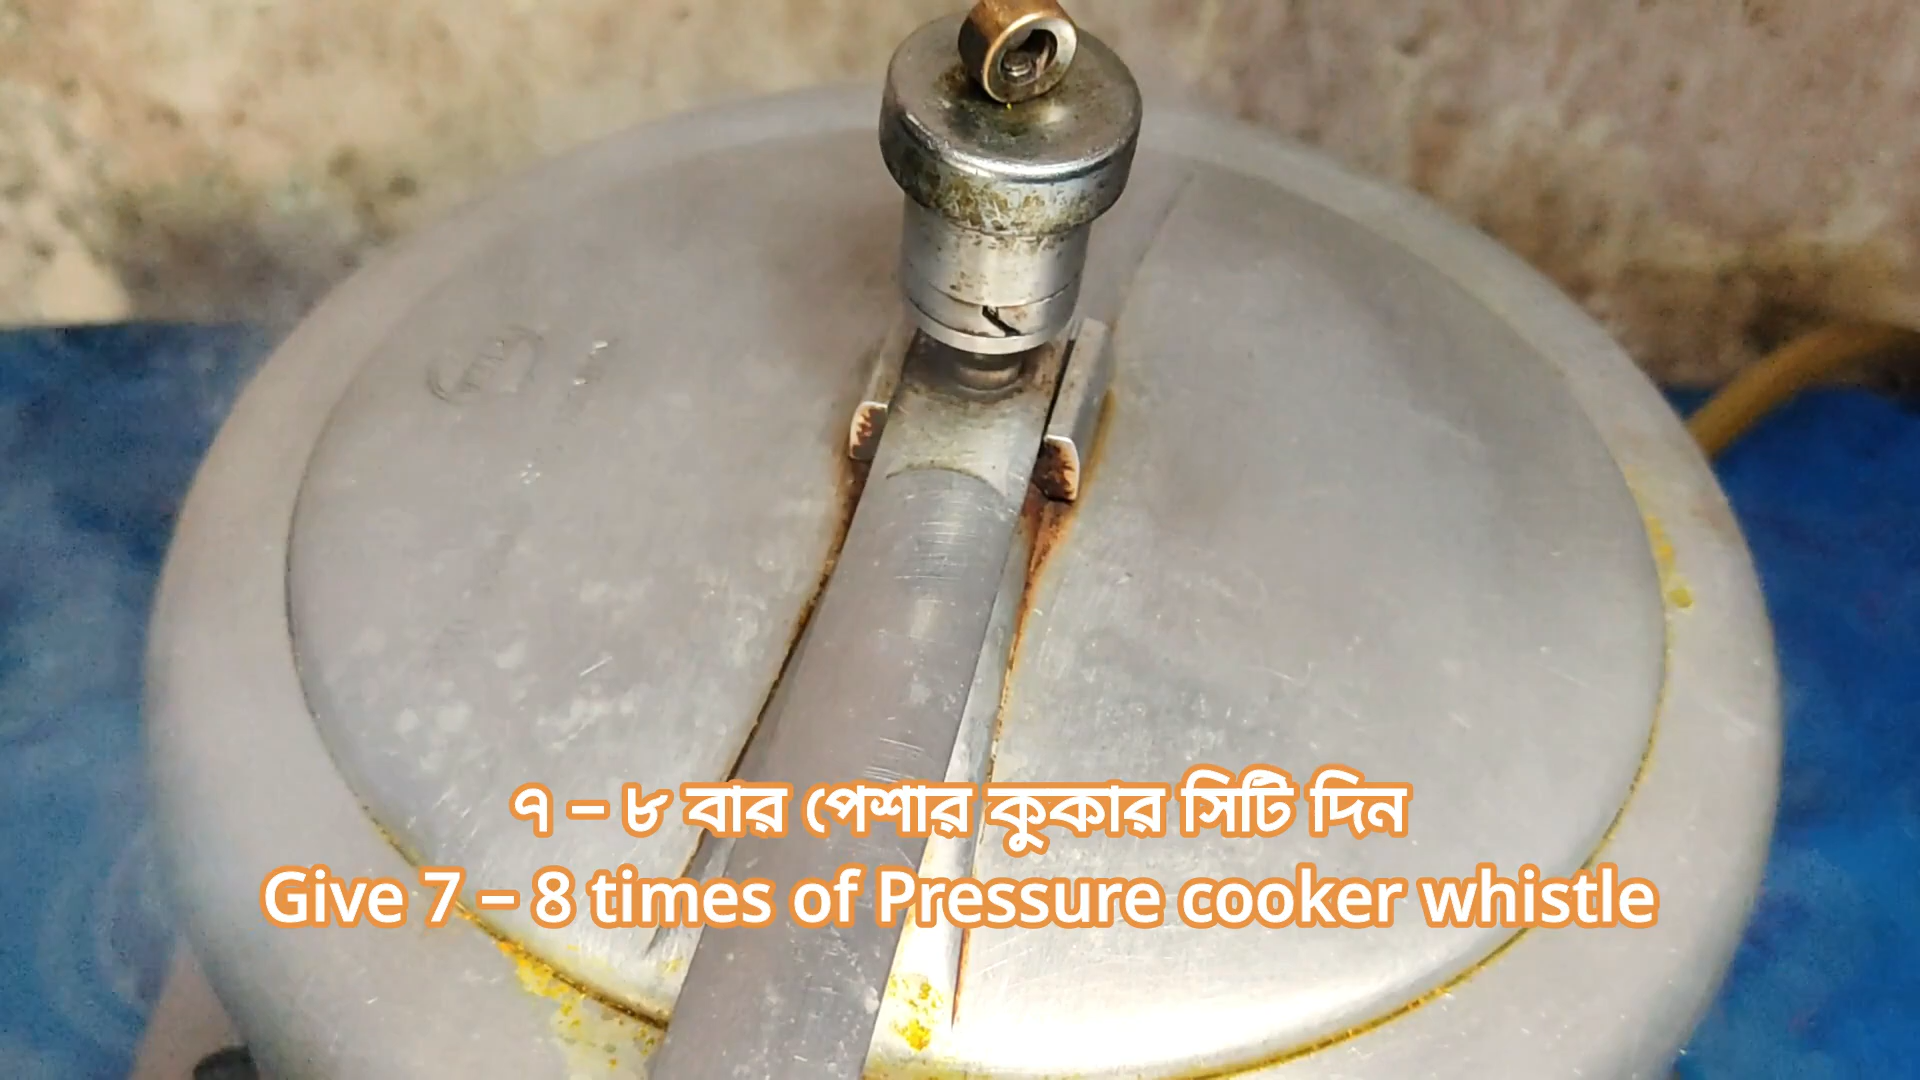 ৭ – ৮ বার পেশার কুকার সিটি দিন
Give 7 – 8 times of Pressure cooker whistle